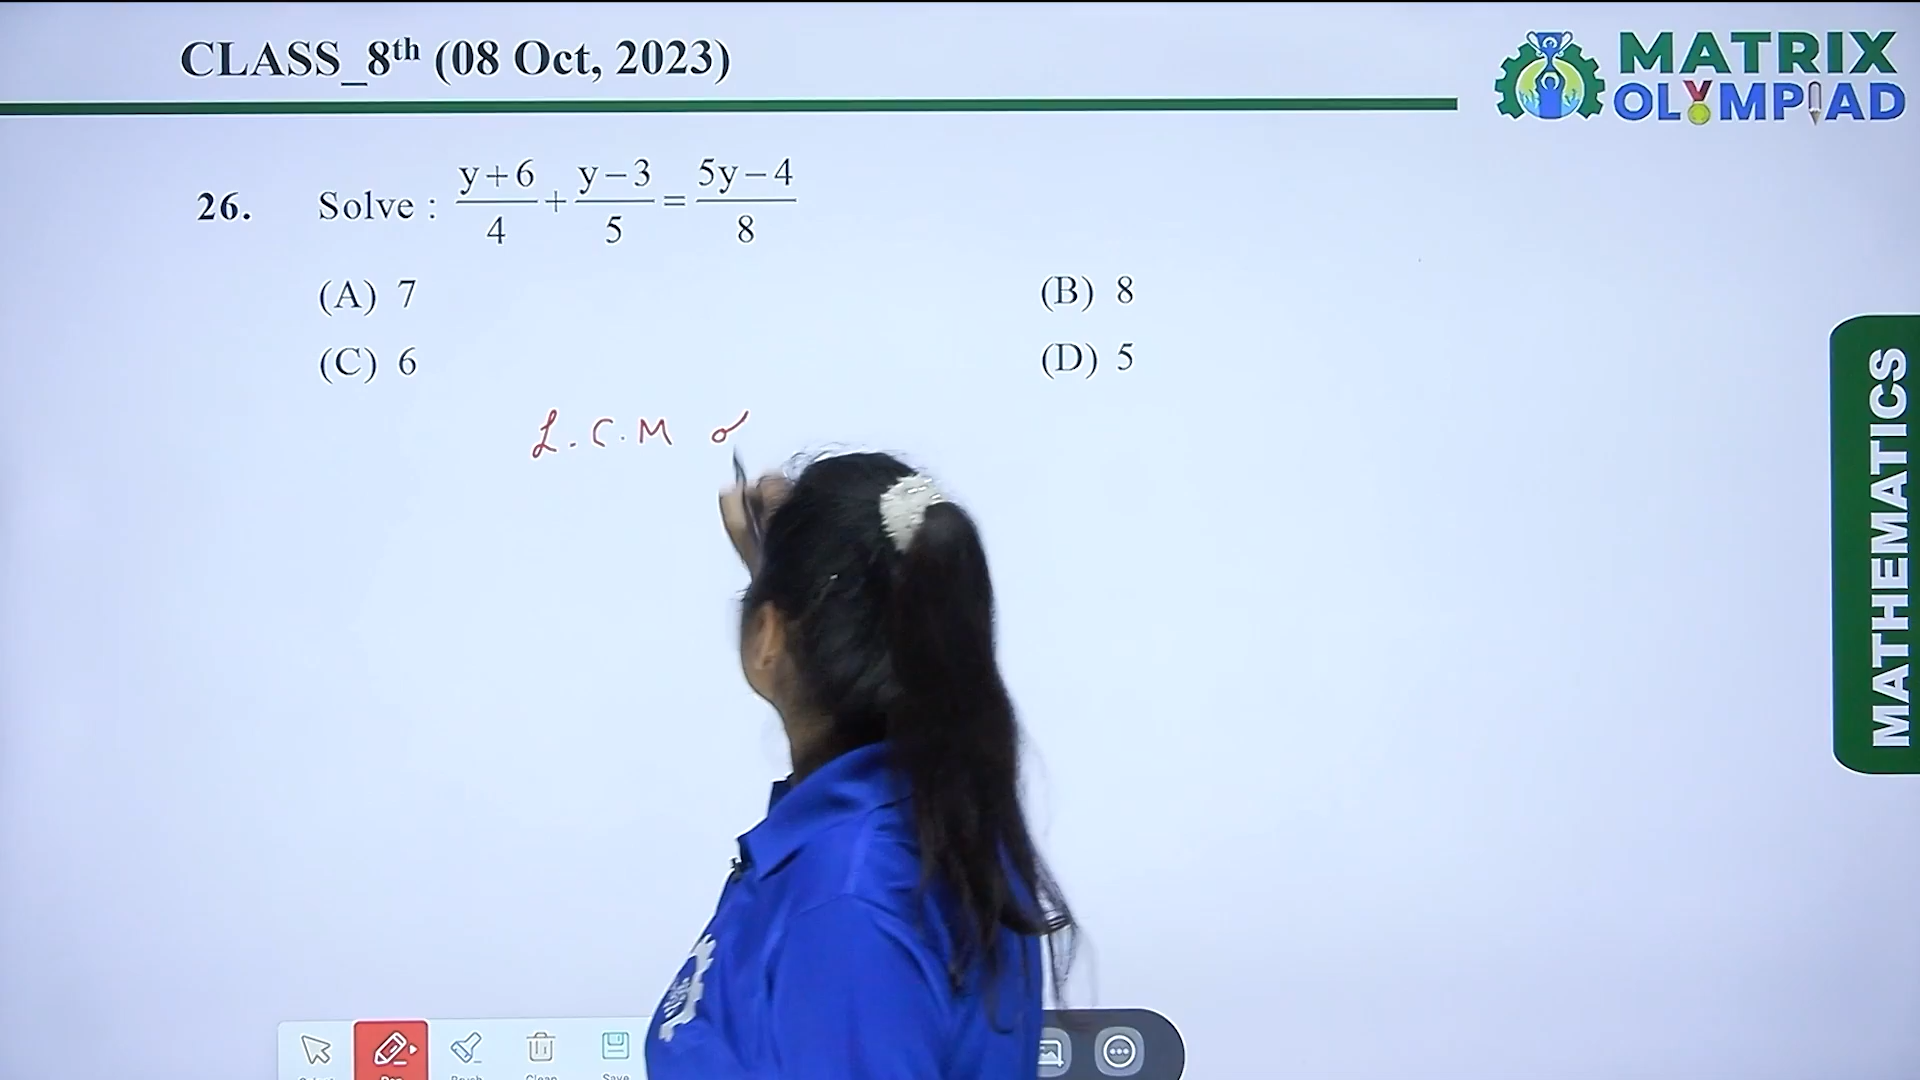 CLASS_8th (08 Oct, 2023)
MATRIX
OLYMPIAD
26. Solve : y+6/4 + y−3/5 = 5y−4/8
(A) 7
(B) 8
(C) 6
(D) 5
L.C.M
MATHEMATICS